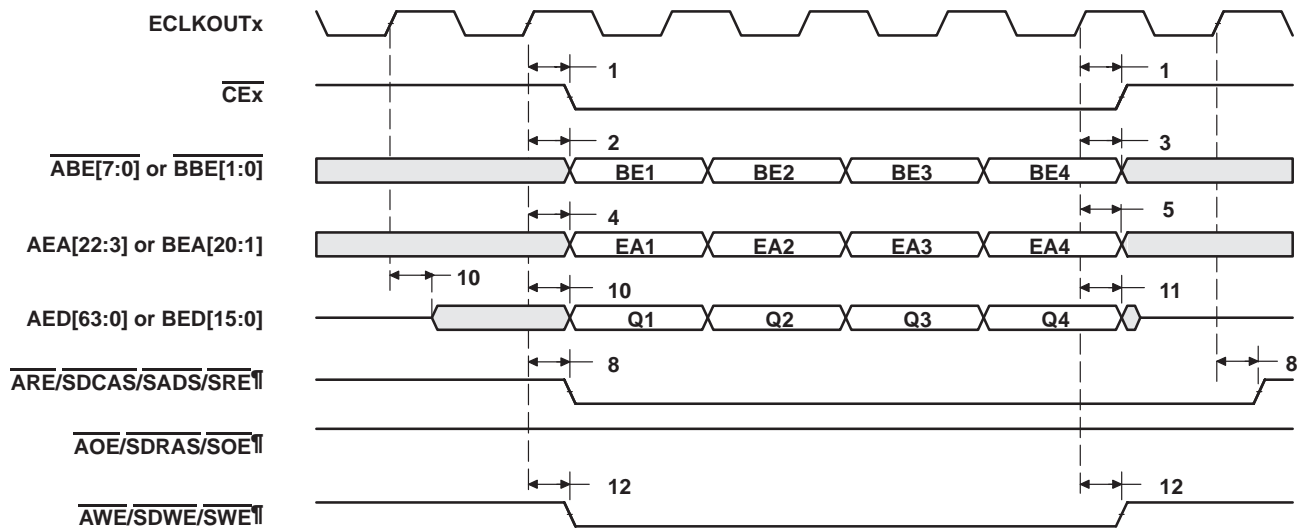 ECLKOUTx
1 1
CEx
2 3
ABE[7:0] or BBE[1:0]
BE1 BE2 BE3 BE4
4 5
AEA[22:3] or BEA[20:1]
EA1 EA2 EA3 EA4
10 10 11
AED[63:0] or BED[15:0]
Q1 Q2 Q3 Q4
8 8
ARE/SDCAS/SADS/SRE¶
AOE/SDRAS/SOE¶
12 12
AWE/SDWE/SWE¶